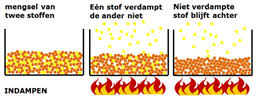 mengsel van
twee stoffen
Eén stof verdampt
de ander niet
Niet verdampte
stof blijft achter
INDAMPEN